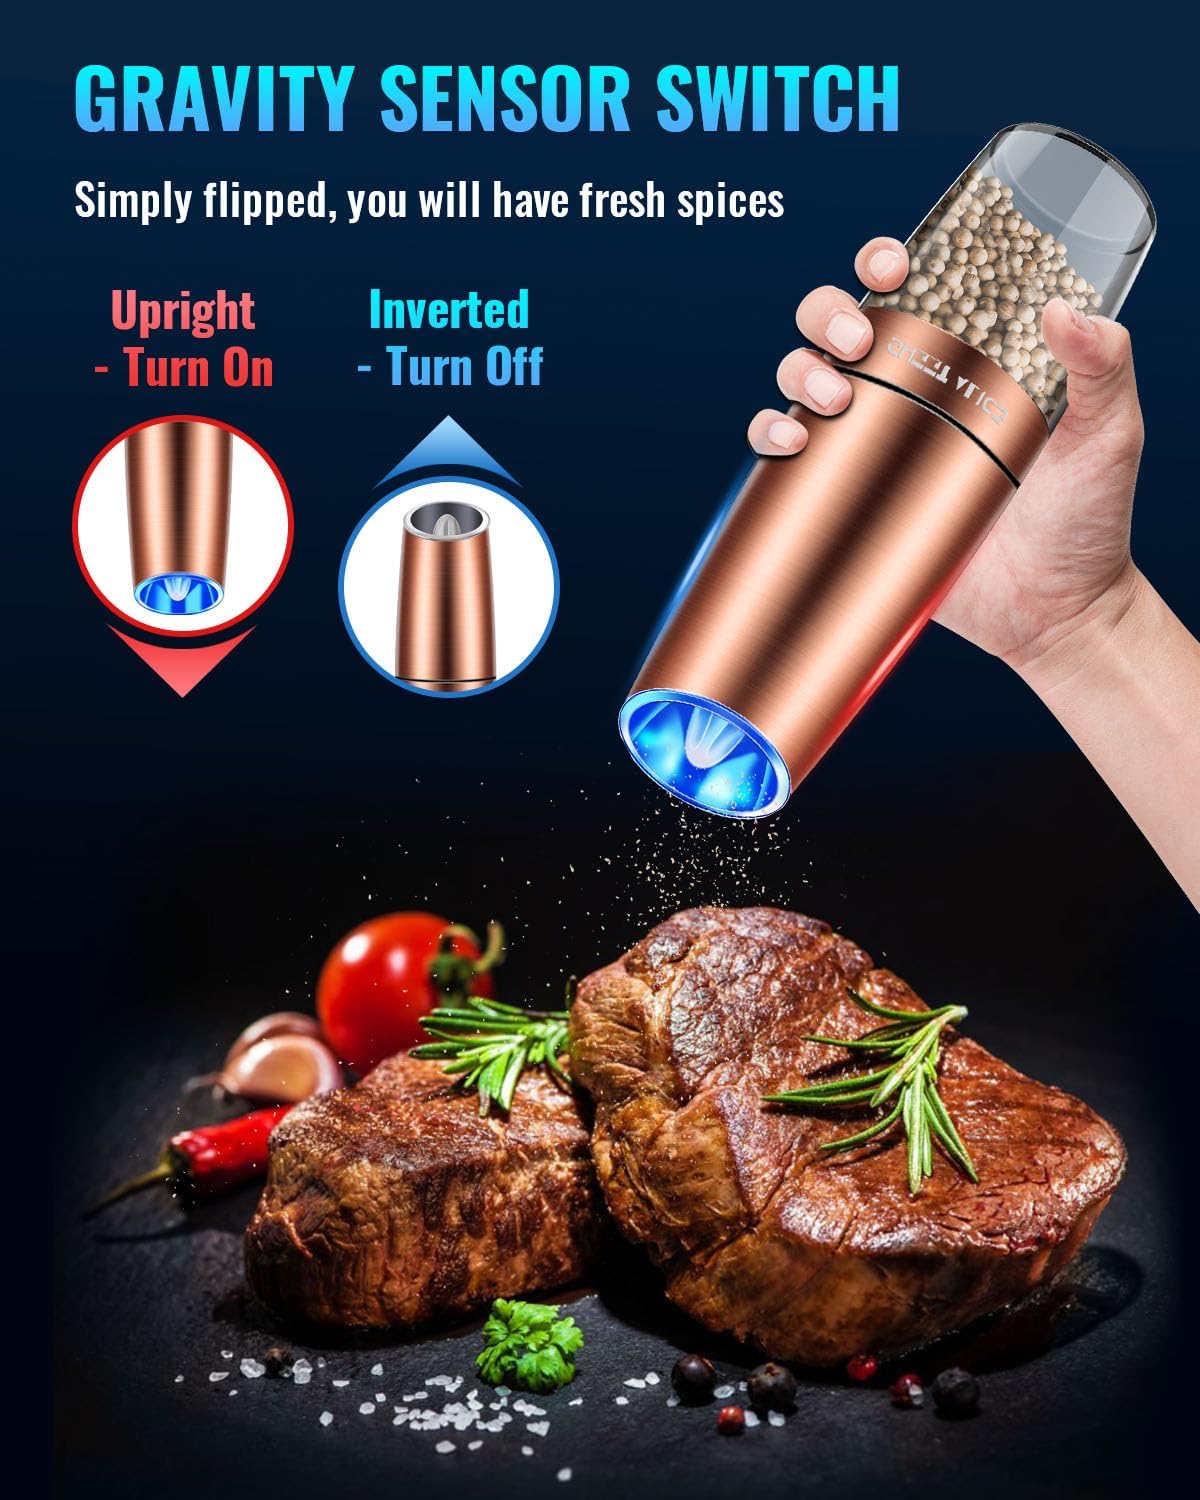 GRAVITY SENSOR SWITCH
Simply flipped, you will have fresh spices
Upright
- Turn On
Inverted
- Turn Off